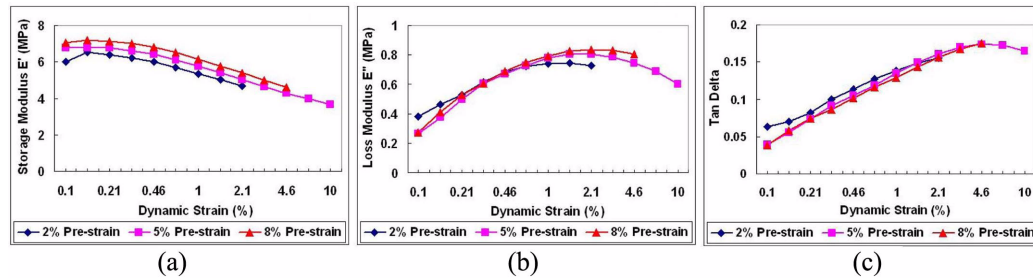 Storage Modulus E' (MPa)
8
6
4
2
0
0.1 0.21 0.46 1 2.1 4.6 10
Dynamic Strain (%)
2% Pre-strain 5% Pre-strain 8% Pre-strain
(a)
Loss Modulus E" (MPa)
1
0.8
0.6
0.4
0.2
0
0.1 0.21 0.46 1 2.1 4.6 10
Dynamic Strain (%)
2% Pre-strain 5% Pre-strain 8% Pre-strain
(b)
Tan Delta
0.2
0.15
0.1
0.05
0
0.1 0.21 0.46 1 2.1 4.6 10
Dynamic Strain (%)
2% Pre-strain 5% Pre-strain 8% Pre-strain
(c)